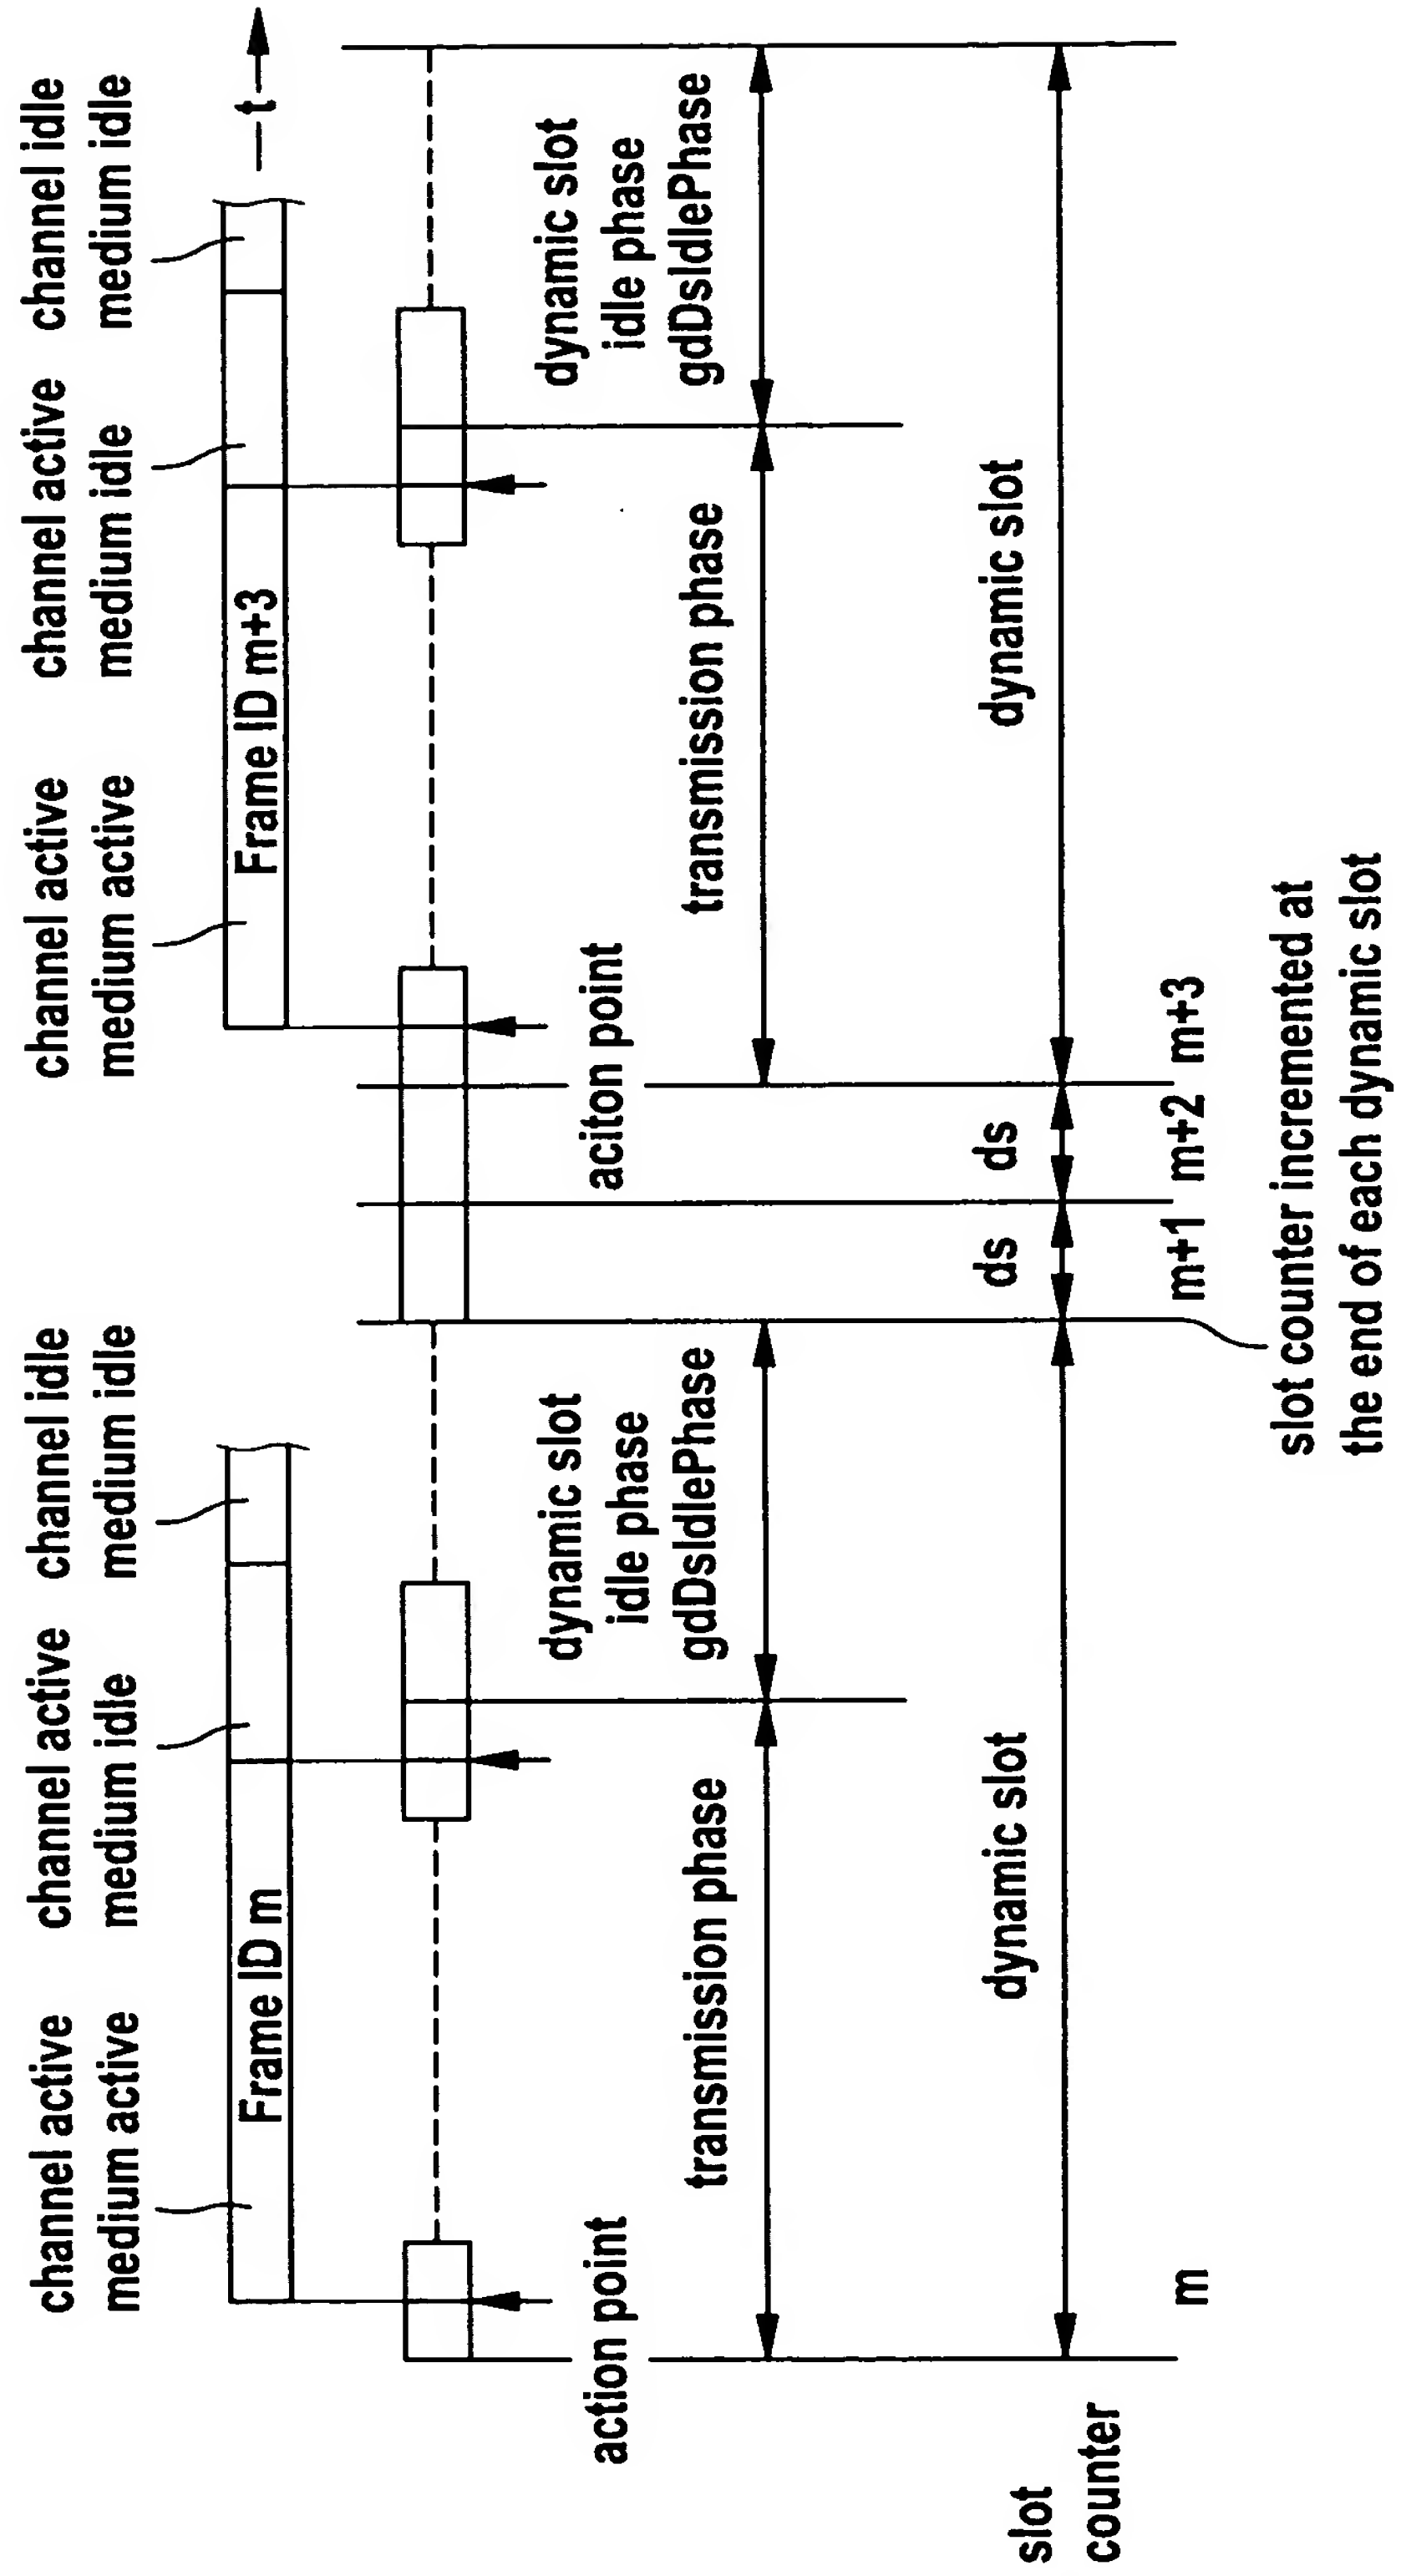 channel active
medium active
channel active
medium idle
channel idle
medium idle
channel active
medium active
channel active
medium idle
channel idle
medium idle
Frame ID m
Frame ID m+3
t
action point
aciton point
dynamic slot
idle phase
gdDsIdlePhase
dynamic slot
idle phase
gdDsIdlePhase
transmission phase
transmission phase
dynamic slot
ds
ds
dynamic slot
slot
counter
m
m+1
m+2
m+3
slot counter incremented at
the end of each dynamic slot